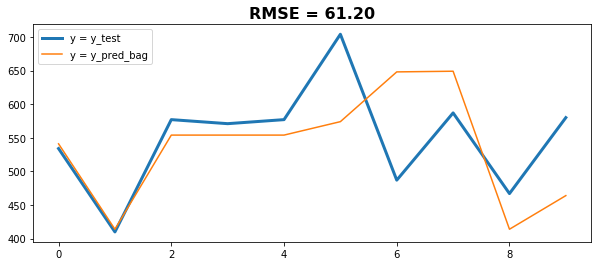 RMSE = 61.20
y = y_test
y = y_pred_bag
700
650
600
550
500
450
400
0 2 4 6 8